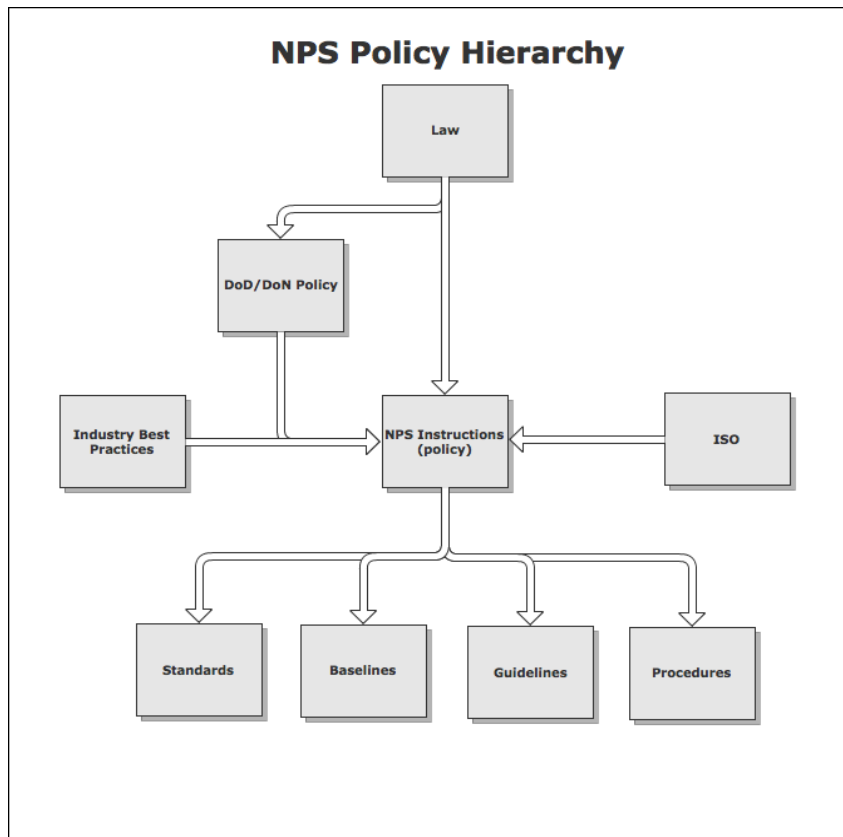 NPS Policy Hierarchy
Law
DoD/DoN Policy
Industry Best
Practices
NPS Instructions
(policy)
ISO
Standards
Baselines
Guidelines
Procedures